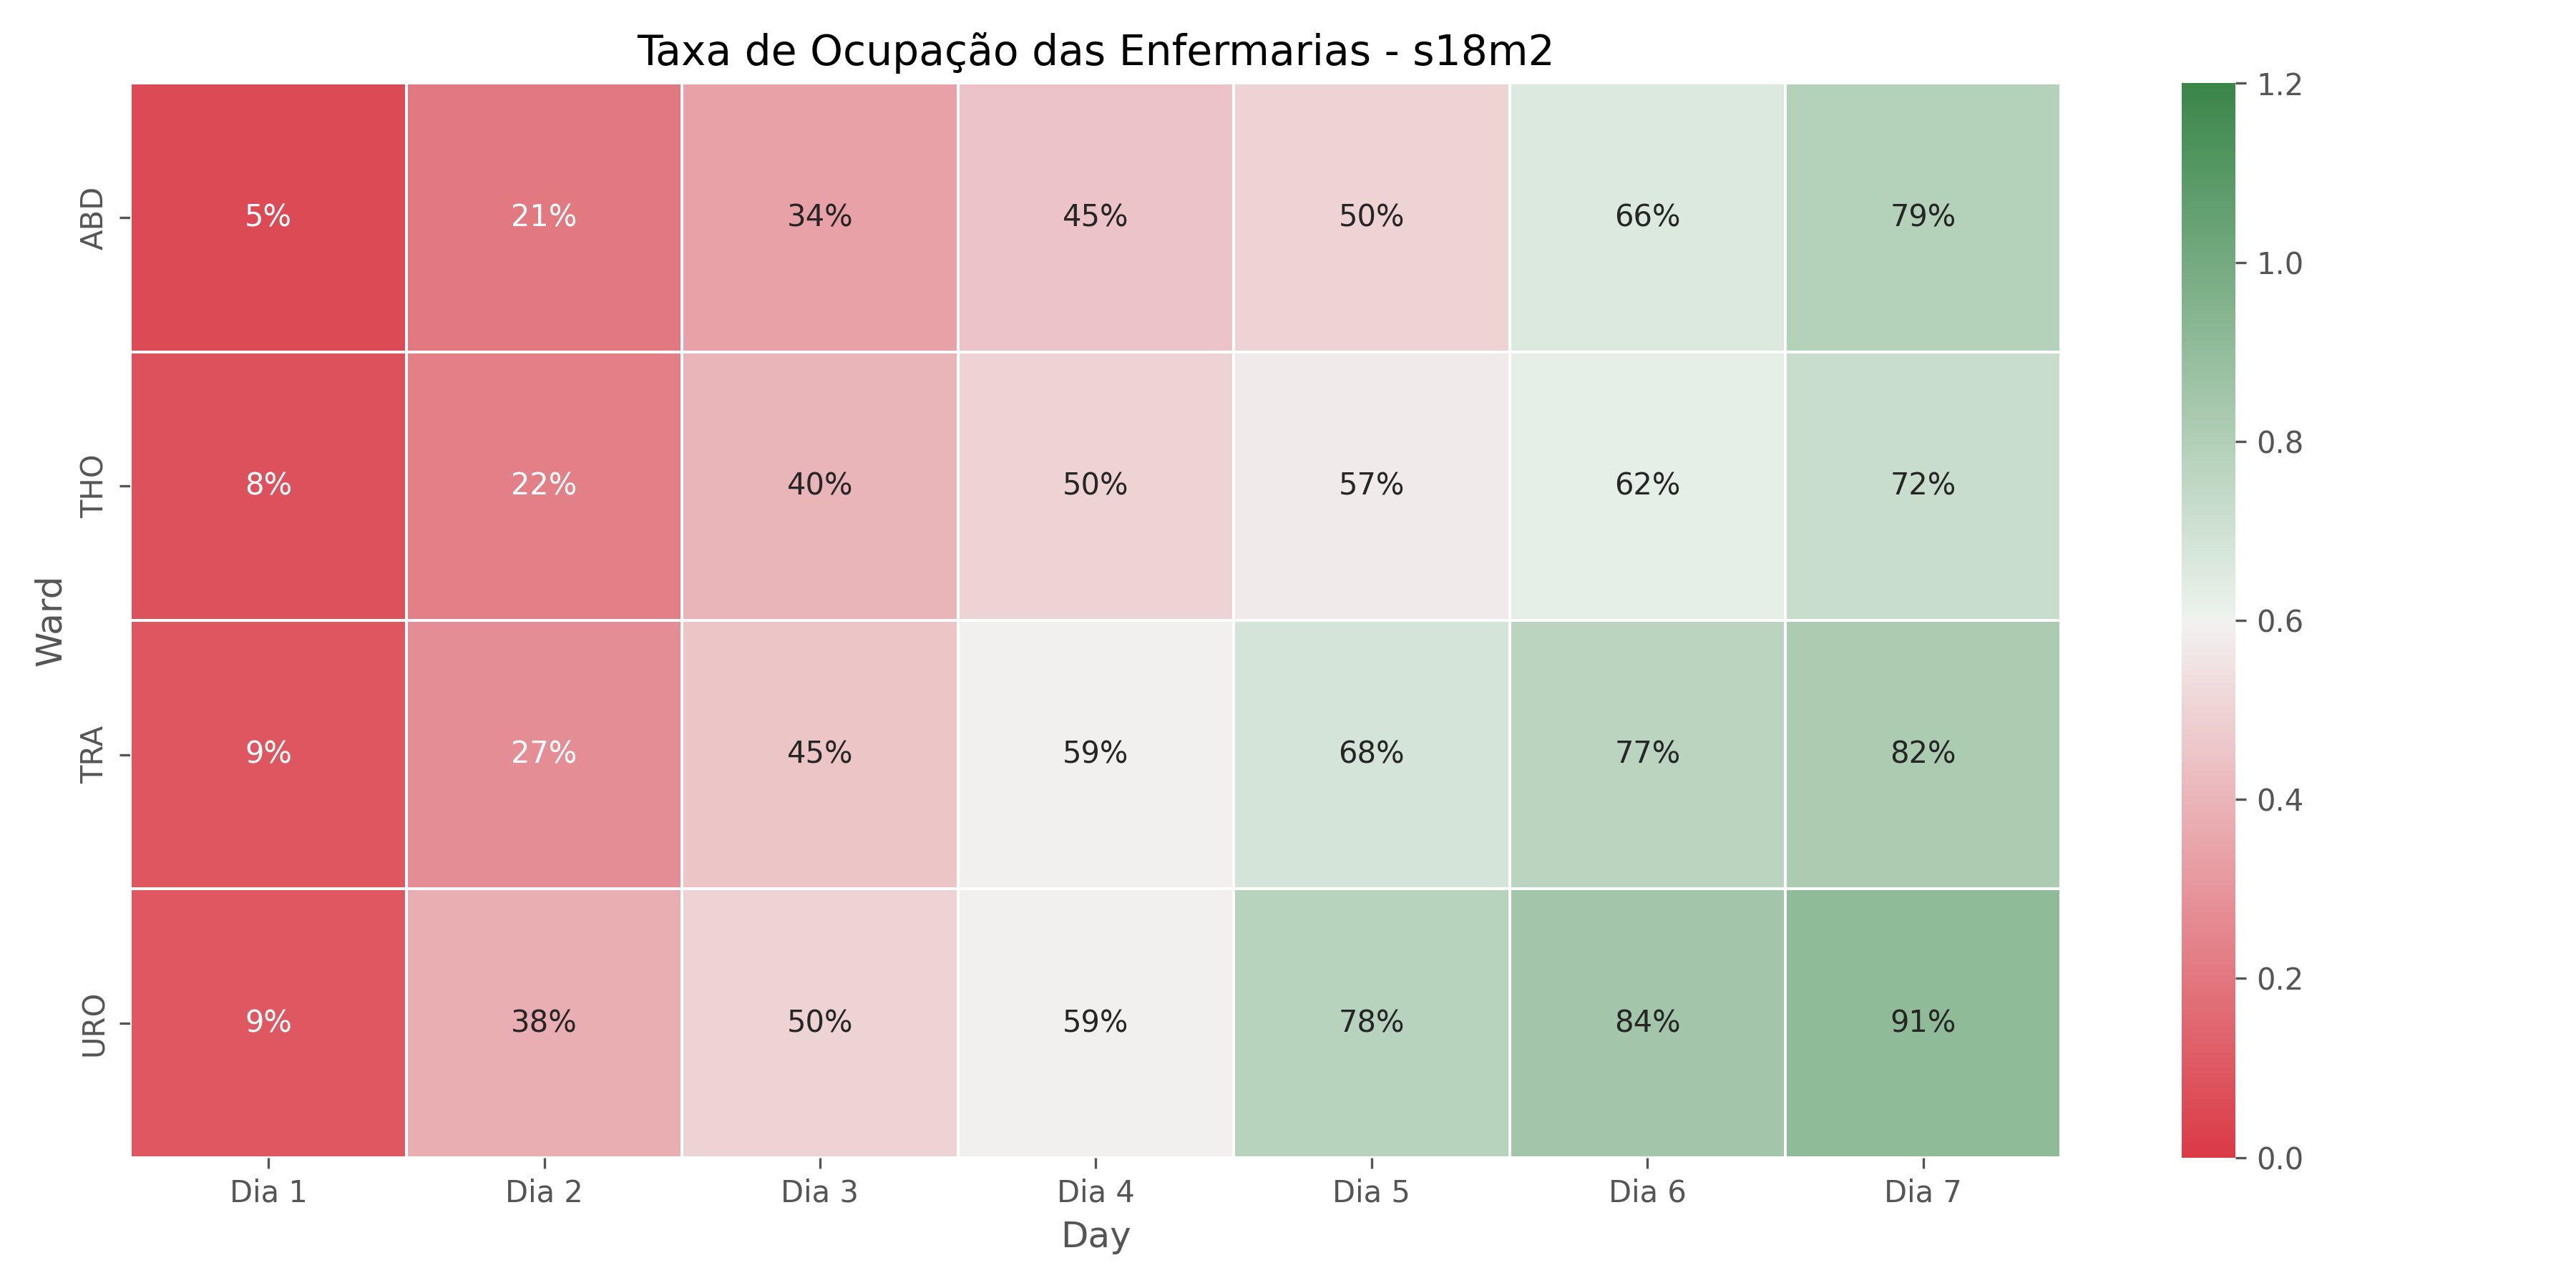 Taxa de Ocupação das Enfermarias - s18m2
Ward
ABD
5% 21% 34% 45% 50% 66% 79%
THO
8% 22% 40% 50% 57% 62% 72%
TRA
9% 27% 45% 59% 68% 77% 82%
URO
9% 38% 50% 59% 78% 84% 91%
Dia 1 Dia 2 Dia 3 Dia 4 Dia 5 Dia 6 Dia 7
Day
1.2
1.0
0.8
0.6
0.4
0.2
0.0